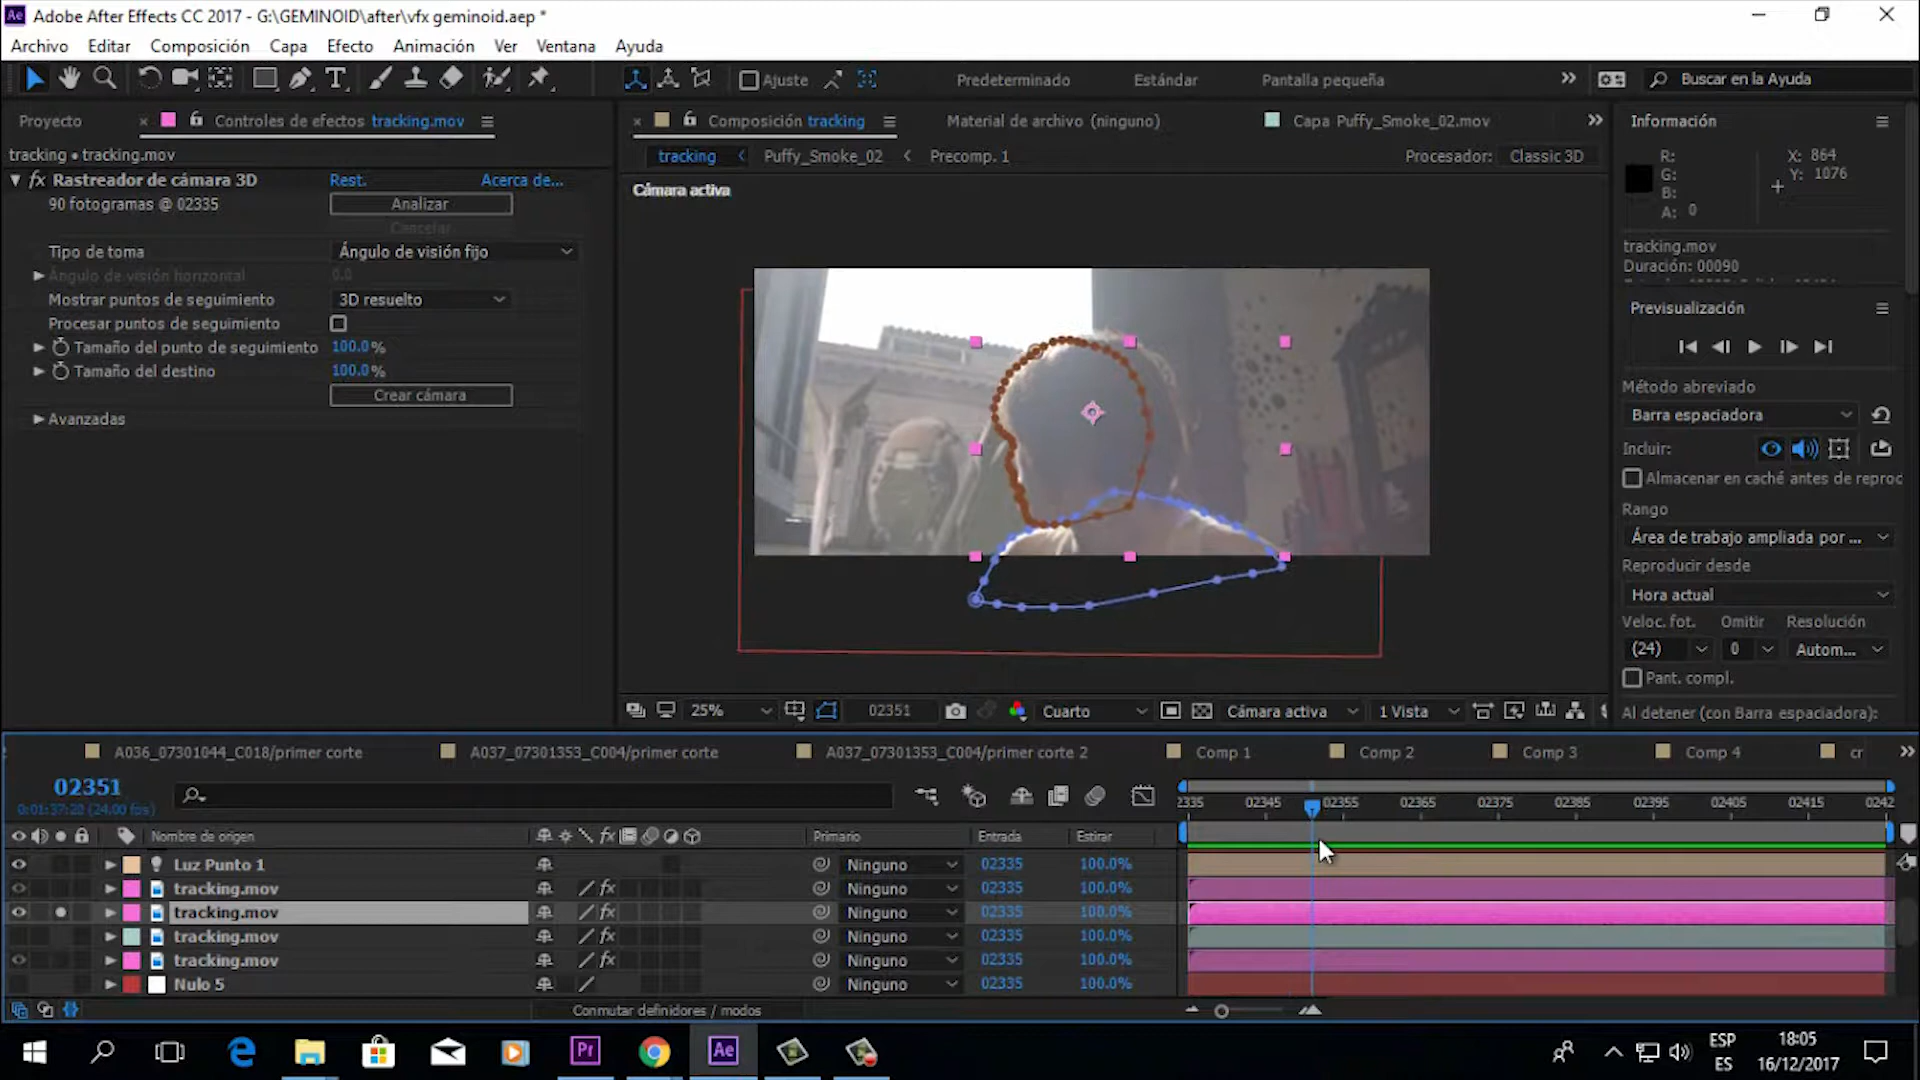 Adobe After Effects CC 2017 - G:\GEMINOID\after\vfx geminoid.aep *
Archivo Editar Composición Capa Efecto Animación Ver Ventana Ayuda
Ajuste Predeterminado Estándar Pantalla pequeña Buscar en la Ayuda
Proyecto Controles de efectos tracking.mov
tracking • tracking.mov
Rastreador de cámara 3D Rest. Acerca de...
90 fotogramas @ 02335 Analizar
Cancelar
Tipo de toma Ángulo de visión fijo
Ángulo de visión horizontal 0.0
Mostrar puntos de seguimiento 3D resuelto
Procesar puntos de seguimiento
Tamaño del punto de seguimiento 100.0 %
Tamaño del destino 100.0 %
Crear cámara
Avanzadas
Composición tracking Material de archivo (ninguno) Capa Puffy_Smoke_02.mov
tracking Puffy_Smoke_02 Precomp. 1 Procesador: Classic 3D
Cámara activa
25% 02351 Cuarto Cámara activa 1 Vista
Información
R: X: 864
G: Y: 1076
B:
A: 0
tracking.mov
Duración: 00090
Previsualización
Método abreviado
Barra espaciadora
Incluir:
Almacenar en caché antes de reproc
Rango
Área de trabajo ampliada por ...
Reproducir desde
Hora actual
Veloc. fot. Omitir Resolución
(24) 0 Autom...
Pant. compl.
Al detener (con Barra espaciadora):
A036_07301044_C018/primer corte A037_07301353_C004/primer corte A037_07301353_C004/primer corte 2 Comp 1 Comp 2 Comp 3 Comp 4 cr
02351
0:01:37:20 (24.00 fps)
2335 02345 02355 02365 02375 02385 02395 02405 02415 0242
Nombre de origen fx Primario Entrada Estirar
Luz Punto 1 Ninguno 02335 100.0%
tracking.mov fx Ninguno 02335 100.0%
tracking.mov fx Ninguno 02335 100.0%
tracking.mov fx Ninguno 02335 100.0%
tracking.mov fx Ninguno 02335 100.0%
Nulo 5 Ninguno 02335 100.0%
Conmutar definidores / modos
ESP
ES
18:05
16/12/2017